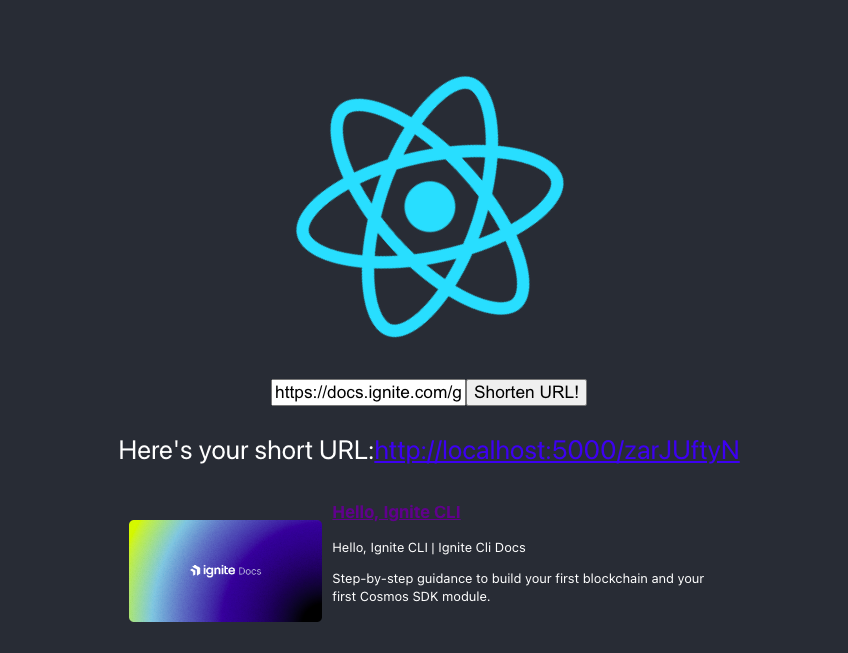 https://docs.ignite.com/g
Shorten URL!
Here's your short URL:http://localhost:5000/zarJUftyN
Hello, Ignite CLI
ignite Docs
Hello, Ignite CLI | Ignite Cli Docs
Step-by-step guidance to build your first blockchain and your
first Cosmos SDK module.